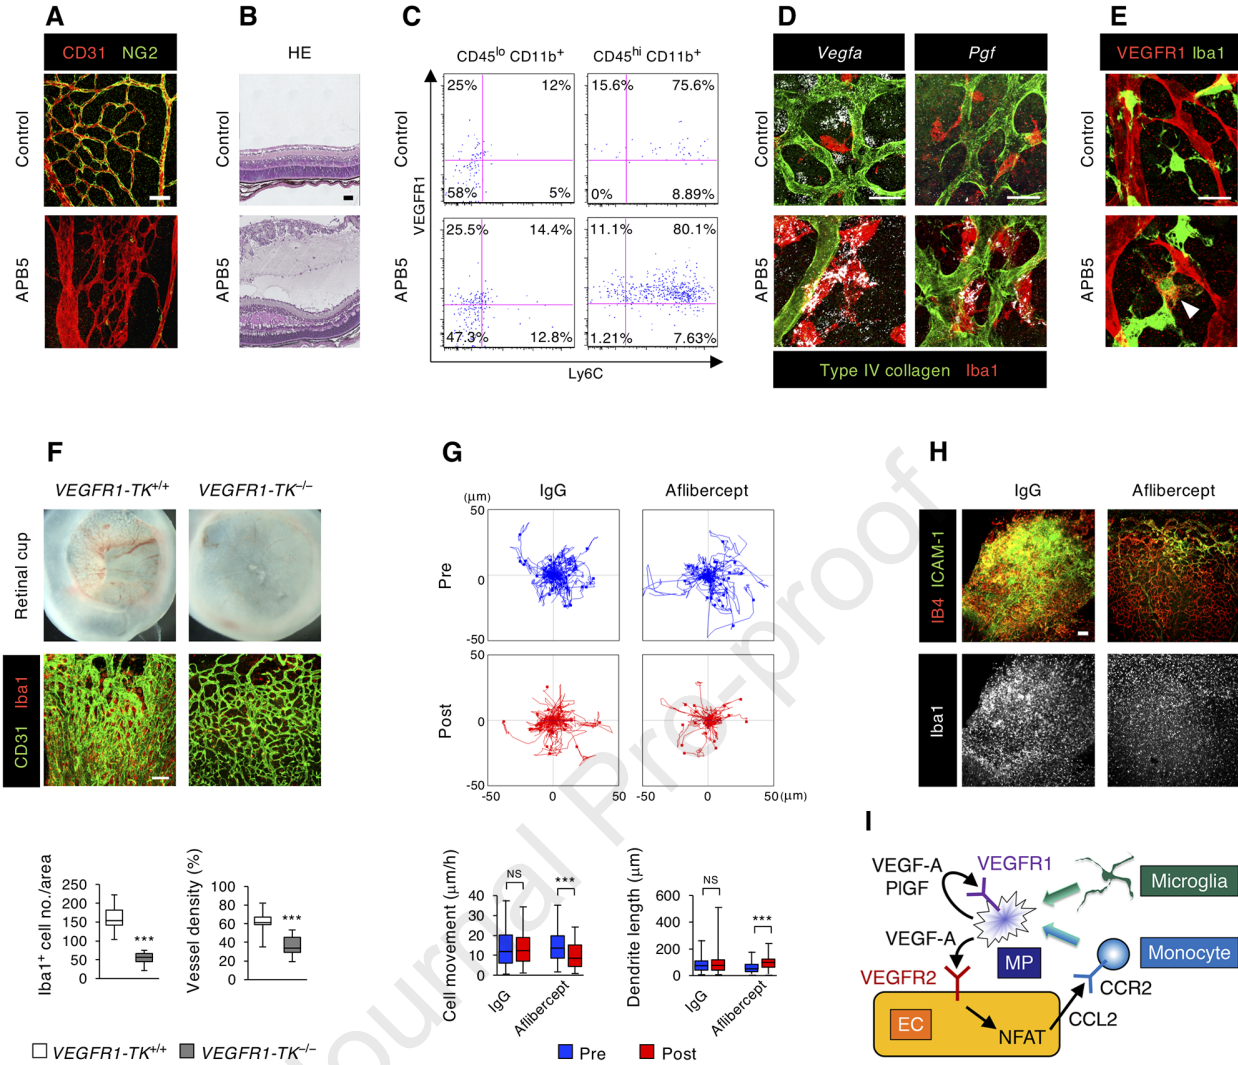 A
CD31 NG2
Control
APB5
B
HE
Control
APB5
C
CD45lo CD11b+ CD45hi CD11b+
Control
25% 12% 15.6% 75.6%
58% 5% 0% 8.89%
VEGFR1
APB5
25.5% 14.4% 11.1% 80.1%
47.3% 12.8% 1.21% 7.63%
Ly6C
D
Vegfa Pgf
Control
APB5
Type IV collagen Iba1
E
VEGFR1 Iba1
Control
APB5
F
VEGFR1-TK+/+ VEGFR1-TK–/–
Retinal cup
CD31 Iba1
Iba1+ cell no./area
250
200
150
100
50
0
***
Vessel density (%)
100
80
60
40
20
0
***
VEGFR1-TK+/+ VEGFR1-TK–/–
G
(μm) IgG Aflibercept
Pre
50
0
-50
Post
50
0
-50
-50 0 50 -50 0 50 (μm)
Cell movement (μm/h)
40
30
20
10
0
NS ***
IgG Aflibercept
Dendrite length (μm)
600
400
200
0
NS ***
IgG Aflibercept
Pre Post
H
IgG Aflibercept
IB4 ICAM-1
Iba1
I
VEGF-A VEGFR1
PlGF
Microglia
VEGF-A
MP
Monocyte
VEGFR2
CCR2
CCL2
EC
NFAT
Journal Pre-proof